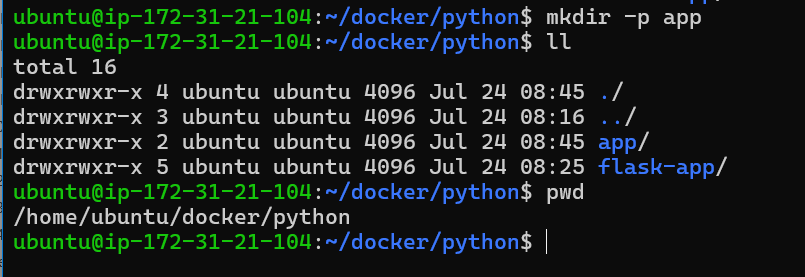 ubuntu@ip-172-31-21-104:~/docker/python$ mkdir -p app
ubuntu@ip-172-31-21-104:~/docker/python$ ll
total 16
drwxrwxr-x 4 ubuntu ubuntu 4096 Jul 24 08:45 ./
drwxrwxr-x 3 ubuntu ubuntu 4096 Jul 24 08:16 ../
drwxrwxr-x 2 ubuntu ubuntu 4096 Jul 24 08:45 app/
drwxrwxr-x 5 ubuntu ubuntu 4096 Jul 24 08:25 flask-app/
ubuntu@ip-172-31-21-104:~/docker/python$ pwd
/home/ubuntu/docker/python
ubuntu@ip-172-31-21-104:~/docker/python$